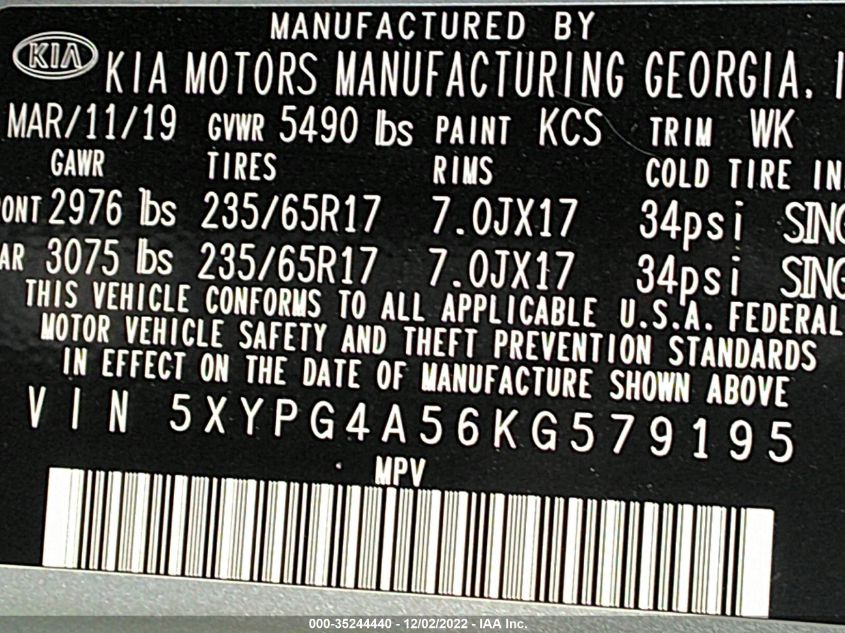 MANUFACTURED BY
KIA KIA MOTORS MANUFACTURING GEORGIA,
MAR/11/19 GVWR 5490 lbs PAINT KCS TRIM WK
GAWR TIRES RIMS COLD TIRE IN
ONT 2976 lbs 235/65R17 7.0JX17 34psi SING
AR 3075 lbs 235/65R17 7.0JX17 34psi SING
THIS VEHICLE CONFORMS TO ALL APPLICABLE U.S.A. FEDERAL
MOTOR VEHICLE SAFETY AND THEFT PREVENTION STANDARDS
IN EFFECT ON THE DATE OF MANUFACTURE SHOWN ABOVE
VIN 5XYPG4A56KG579195
MPV
000-35244440 - 12/02/2022 - IAA Inc.